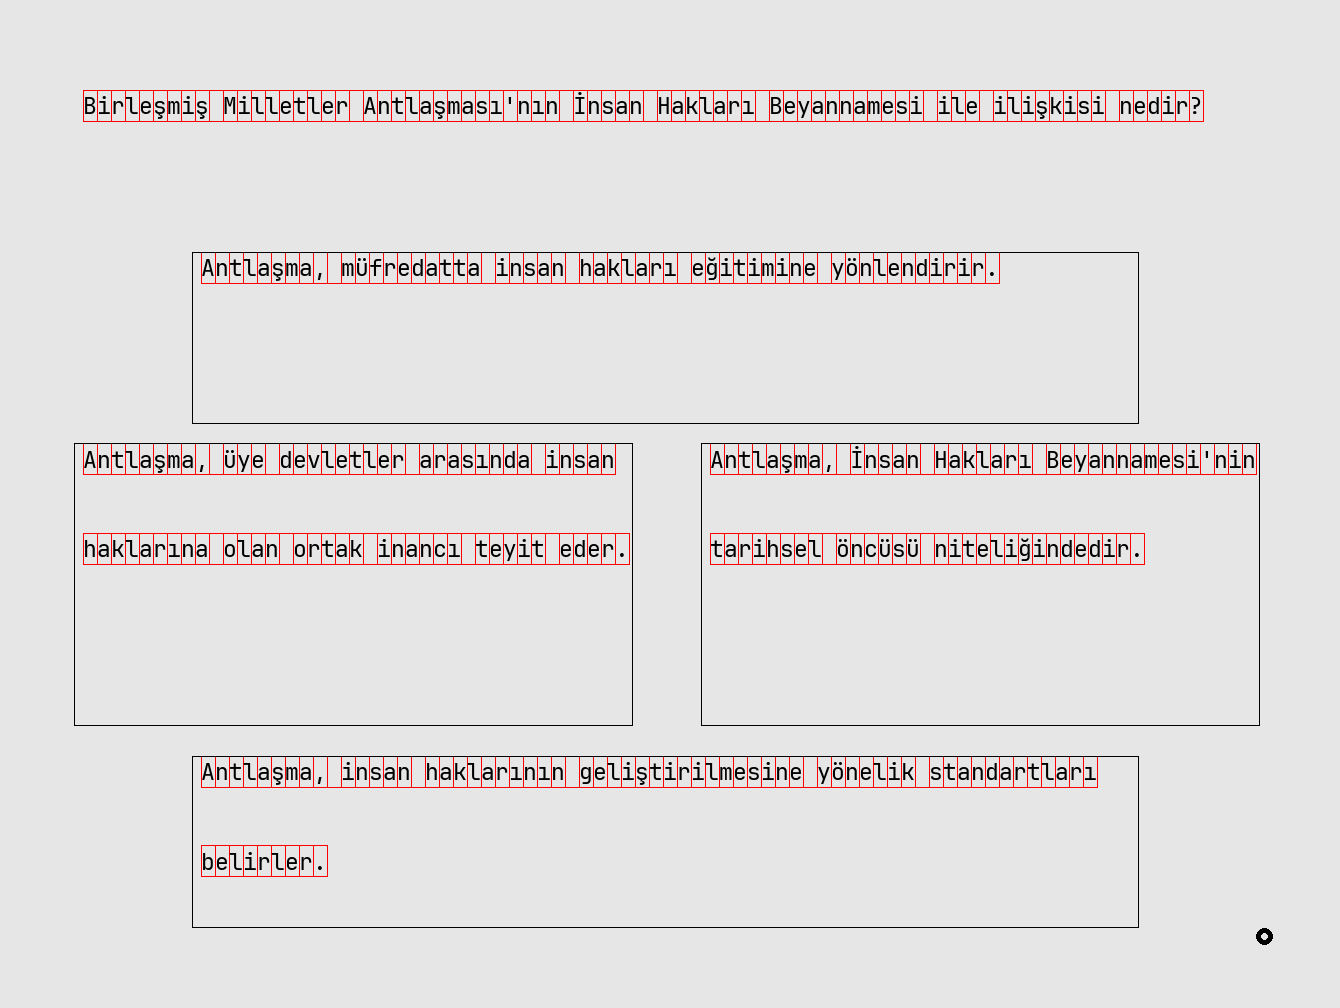 Birleşmiş Milletler Antlaşması'nın İnsan Hakları Beyannamesi ile ilişkisi nedir?
Antlaşma, müfredatta insan hakları eğitimine yönlendirir.
Antlaşma, üye devletler arasında insan
haklarına olan ortak inancı teyit eder.
Antlaşma, İnsan Hakları Beyannamesi'nin
tarihsel öncüsü niteliğindedir.
Antlaşma, insan haklarının geliştirilmesine yönelik standartları
belirler.